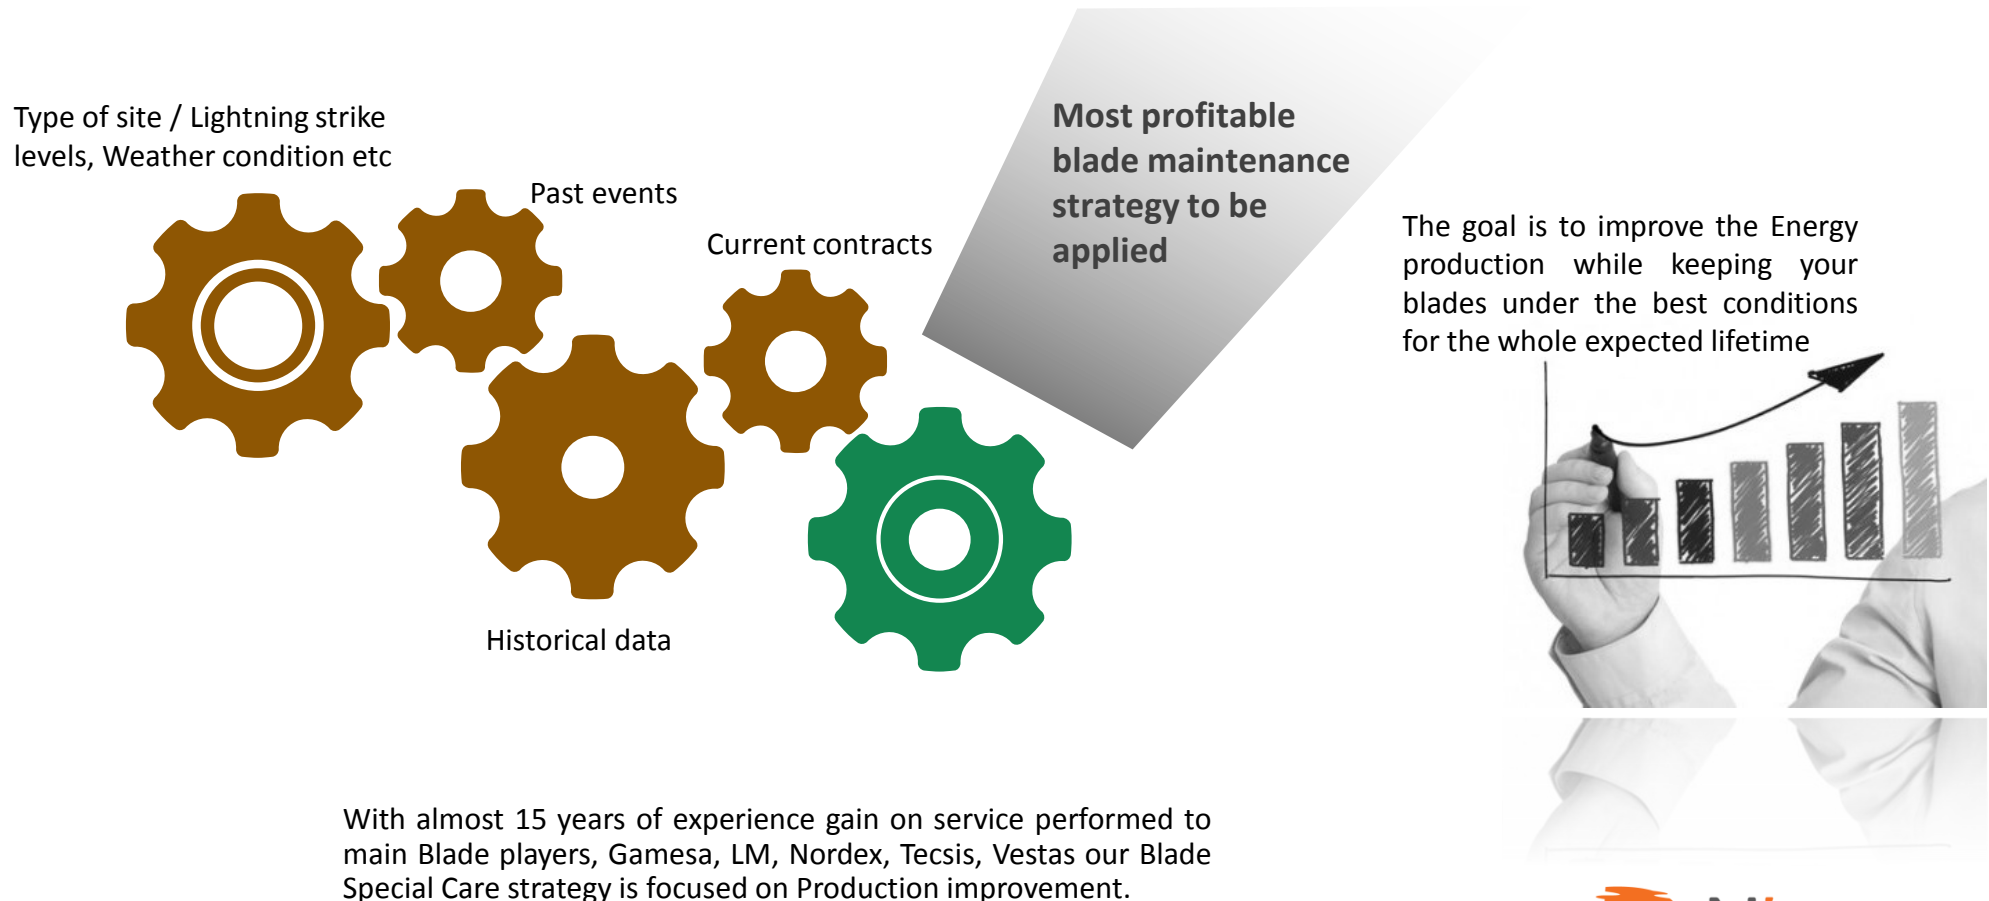 Type of site / Lightning strike
levels, Weather condition etc
Past events
Current contracts
Historical data
Most profitable
blade maintenance
strategy to be
applied
The goal is to improve the Energy
production while keeping your
blades under the best conditions
for the whole expected lifetime
With almost 15 years of experience gain on service performed to
main Blade players, Gamesa, LM, Nordex, Tecsis, Vestas our Blade
Special Care strategy is focused on Production improvement.